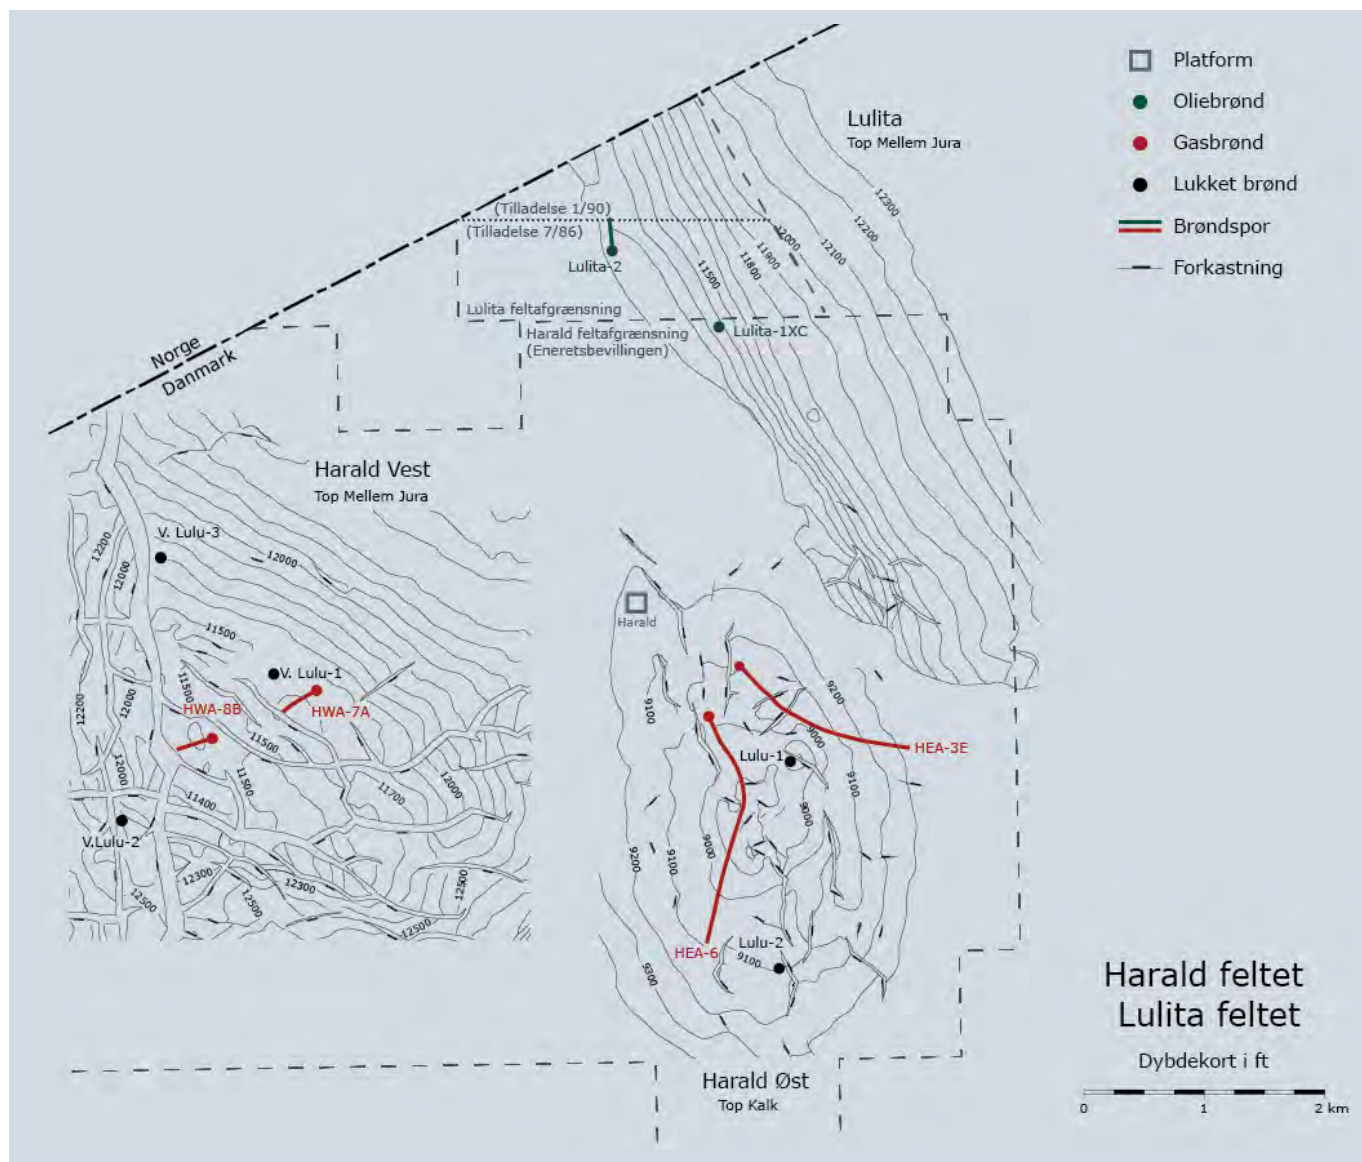 Platform
Oliebrønd
Gasbrønd
Lukket brønd
Brøndspor
Forkastning
Lulita
Top Mellem Jura
12300
12200
12100
12000
11900
11800
11500
(Tilladelse 1/90)
(Tilladelse 7/86)
Lulita-2
Lulita feltafgrænsning
Harald feltafgrænsning
(Eneretsbevillingen)
Lulita-1XC
Norge
Danmark
Harald Vest
Top Mellem Jura
V. Lulu-3
12200
12000
12000
11500
V. Lulu-1
11500
HWA-8B
HWA-7A
12200
12000
11500
12000
11500
11400
11700
12000
V.Lulu-2
12300
12300
12500
12500
12500
12500
Harald
9100
9200
9000
HEA-3E
Lulu-1
9100
9000
9000
9200
9100
HEA-6
Lulu-2
9100
9300
Harald Øst
Top Kalk
Harald feltet
Lulita feltet
Dybdekort i ft
0 1 2 km